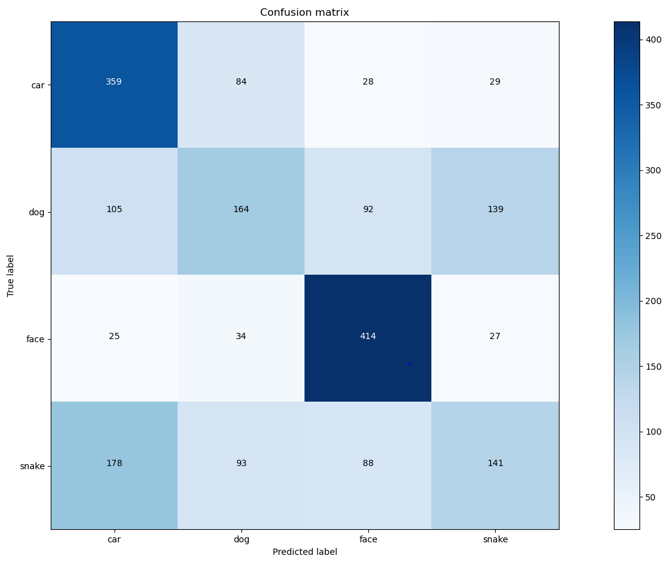 Confusion matrix
car 359 84 28 29
dog 105 164 92 139
face 25 34 414 27
snake 178 93 88 141
car dog face snake
Predicted label
True label
400
350
300
250
200
150
100
50